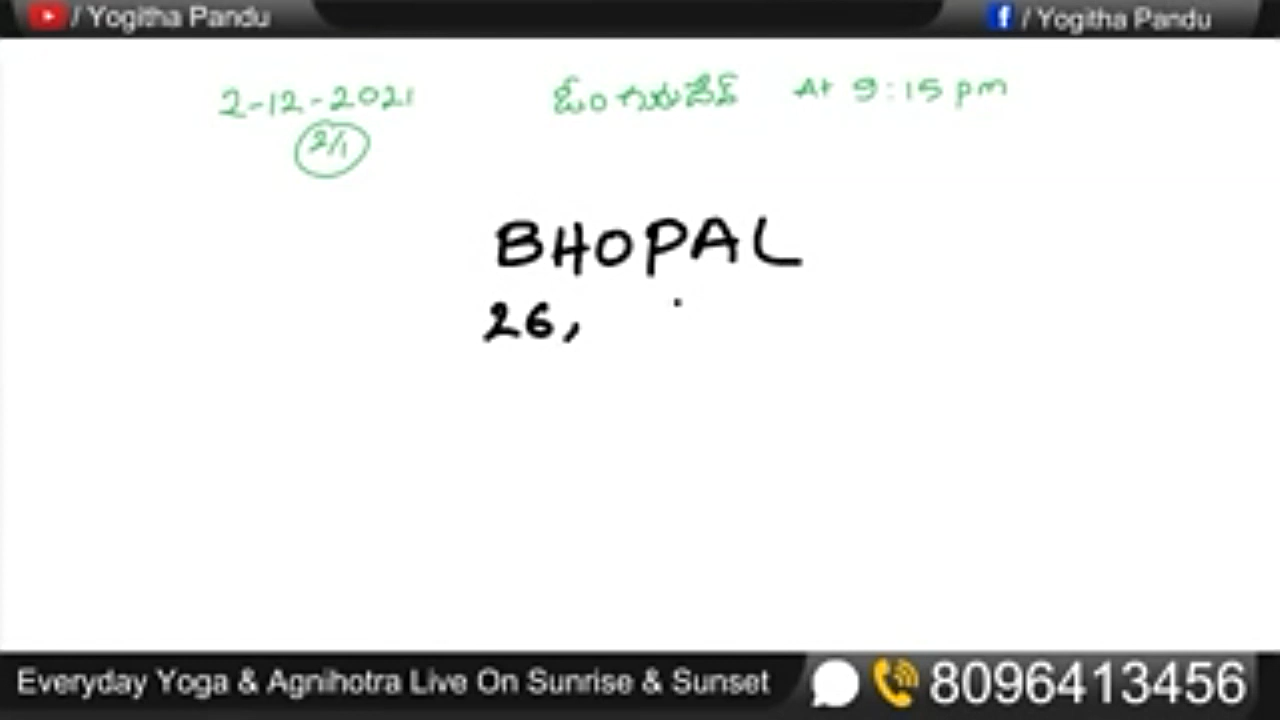 / Yogitha Pandu
/ Yogitha Pandu
2-12-2021 ఓం గురుదేవ్ At 9:15 pm
2/1
BHOPAL
26,
Everyday Yoga & Agnihotra Live On Sunrise & Sunset
8096413456